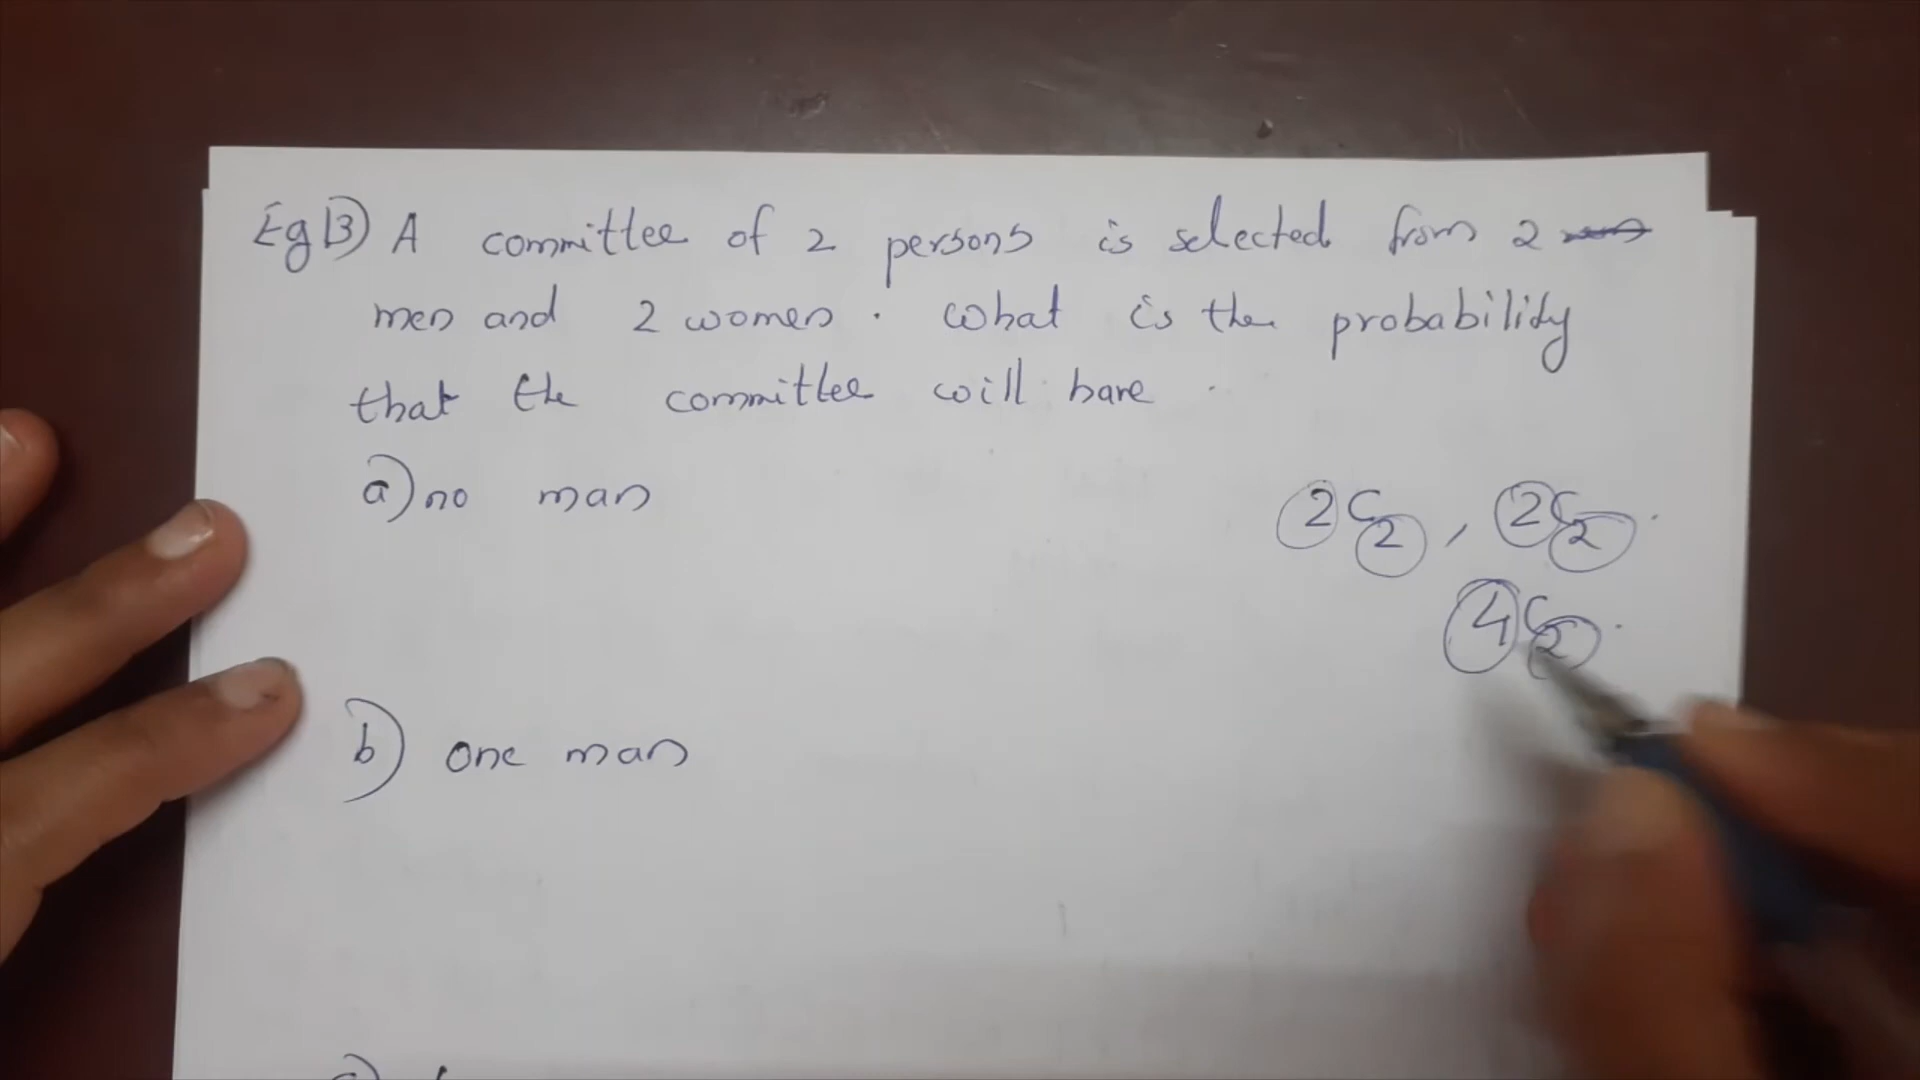 Eg 13) A committee of 2 persons is selected from 2
men and 2 women. What is the probability
that the committee will have
a) no man
2C2, 2C2.
4C2.
b) one man